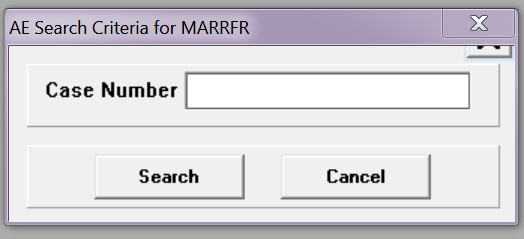 AE Search Criteria for MARRFR
Case Number
Search Cancel